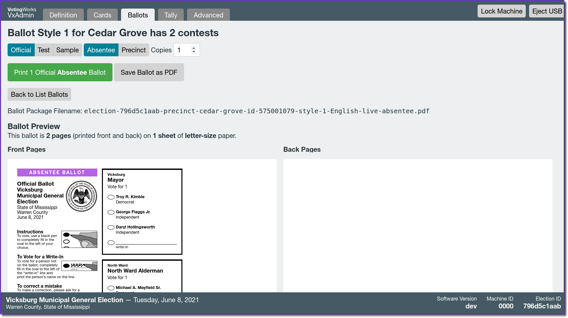 VotingWorks
VxAdmin
Definition
Cards
Ballots
Tally
Advanced
Lock Machine
Eject USB
Ballot Style 1 for Cedar Grove has 2 contests
Official
Test
Sample
Absentee
Precinct
Copies
1
Print 1 Official Absentee Ballot
Save Ballot as PDF
Back to List Ballots
Ballot Package Filename: election-796d5c1aab-precinct-cedar-grove-id-575001079-style-1-English-live-absentee.pdf
Ballot Preview
This ballot is 2 pages (printed front and back) on 1 sheet of letter-size paper.
Front Pages
Back Pages
ABSENTEE BALLOT
Official Ballot
Vicksburg
Municipal General
Election
State of Mississippi
Warren County
June 8, 2021
Instructions
To vote, use a black pen
to completely fill in the
oval to the left of your
choice.
To Vote for a Write-In
To vote for a person not
on the ballot, completely
fill in the oval to the left of
the "write-in" line and
print the person's name on the line.
To correct a mistake
To make a correction, please ask for a
Vicksburg
Mayor
Vote for 1
Troy R. Kimble
Democrat
George Flaggs Jr.
Independent
Daryl Hollingsworth
Independent
write-in
North Ward
North Ward Alderman
Vote for 1
Michael A. Mayfield Sr.
Vicksburg Municipal General Election — Tuesday, June 8, 2021
Warren County, State of Mississippi
Software Version
dev
Machine ID
0000
Election ID
796d5c1aab